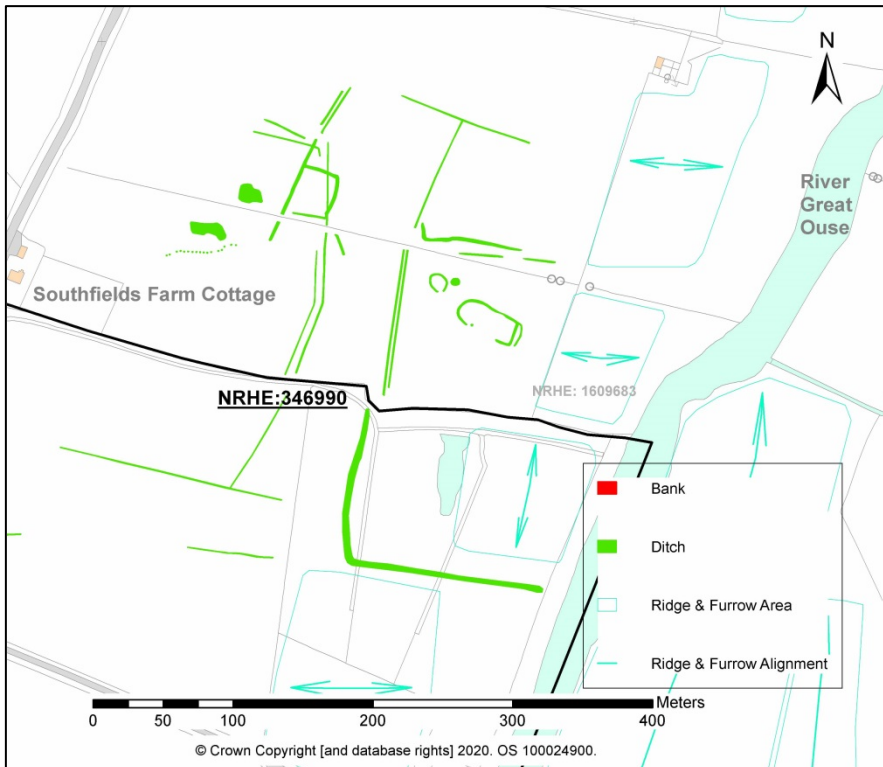 N
River
Great
Ouse
Southfields Farm Cottage
NRHE:346990
NRHE: 1609683
Bank
Ditch
Ridge & Furrow Area
Ridge & Furrow Alignment
Meters
0 50 100 200 300 400
© Crown Copyright [and database rights] 2020. OS 100024900.